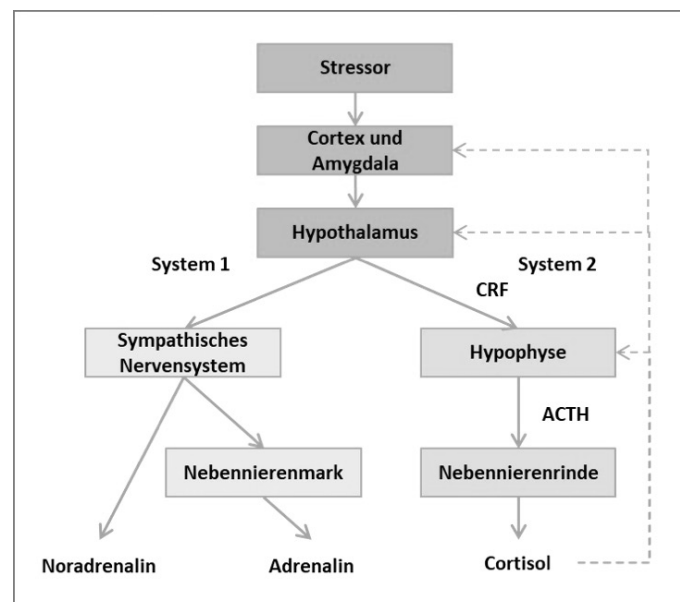 Stressor
Cortex und
Amygdala
Hypothalamus
System 1
System 2
CRF
Sympathisches
Nervensystem
Hypophyse
ACTH
Nebennierenmark
Nebennierenrinde
Noradrenalin
Adrenalin
Cortisol